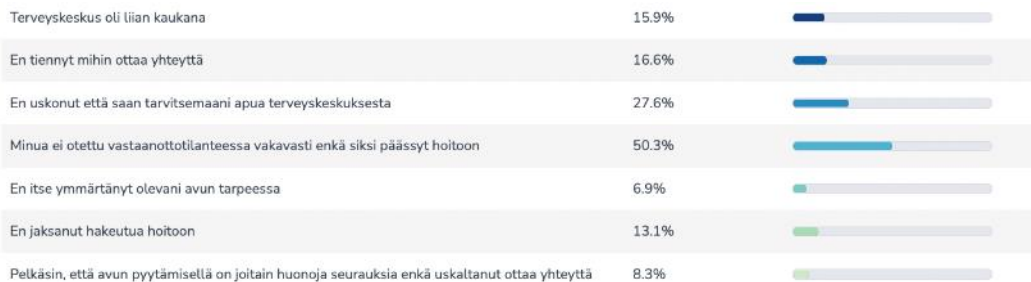 Terveyskeskus oli liian kaukana 15.9%
En tiennyt mihin ottaa yhteyttä 16.6%
En uskonut että saan tarvitsemaani apua terveyskeskuksesta 27.6%
Minua ei otettu vastaanottotilanteessa vakavasti enkä siksi päässyt hoitoon 50.3%
En itse ymmärtänyt olevani avun tarpeessa 6.9%
En jaksanut hakeutua hoitoon 13.1%
Pelkäsin, että avun pyytämisellä on joitain huonoja seurauksia enkä uskaltanut ottaa yhteyttä 8.3%